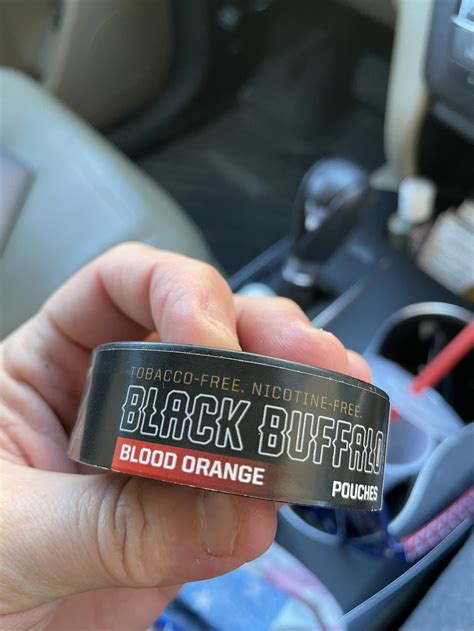 TOBACCO-FREE. NICOTINE-FREE.
BLACK BUFFALO
BLOOD ORANGE
POUCHES